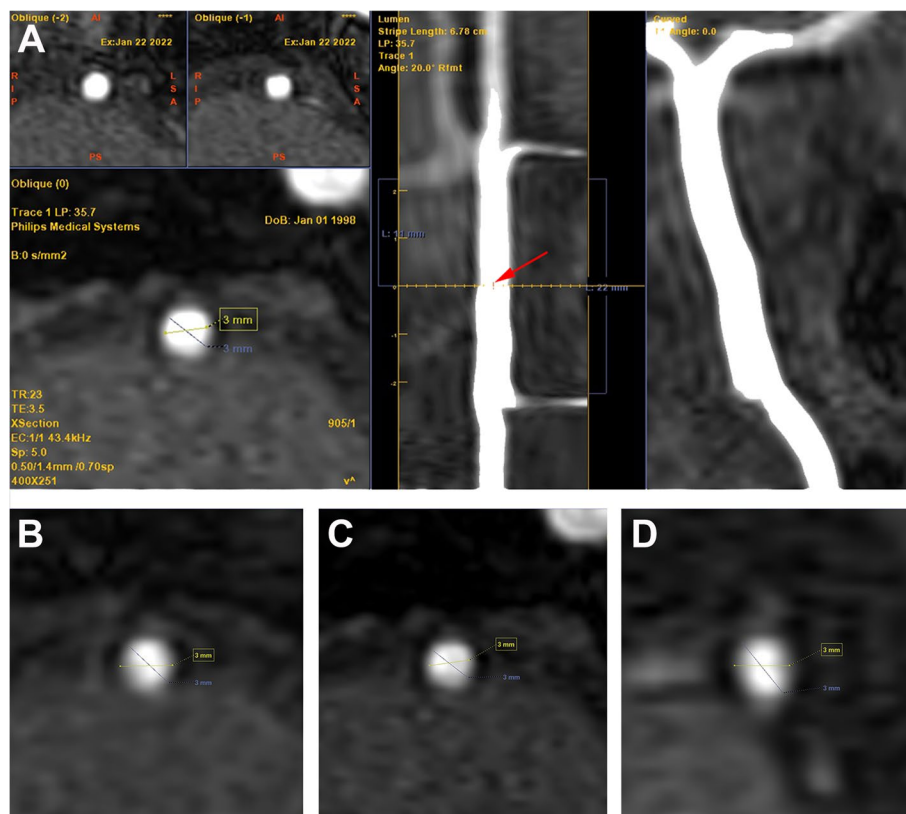 A
Oblique (-2)
AI
****
Ex:Jan 22 2022
R
I
P
L
S
A
PS
Oblique (-1)
AI
****
Ex:Jan 22 2022
R
I
P
L
S
A
PS
Oblique (0)
Trace 1 LP: 35.7
Philips Medical Systems
DoB: Jan 01 1998
B:0 s/mm2
3 mm
3 mm
TR:23
TE:3.5
XSection
EC:1/1 43.4kHz
Sp: 5.0
0.50/1.4mm /0.70sp
400X251
905/1
v^
Lumen
Stripe Length: 6.78 cm
LP: 35.7
Trace 1
Angle: 20.0° Rfmt
2
1
0
-1
-2
L: 22 mm
Curved
Angle: 0.0
B
3 mm
3 mm
C
3 mm
3 mm
D
3 mm
3 mm